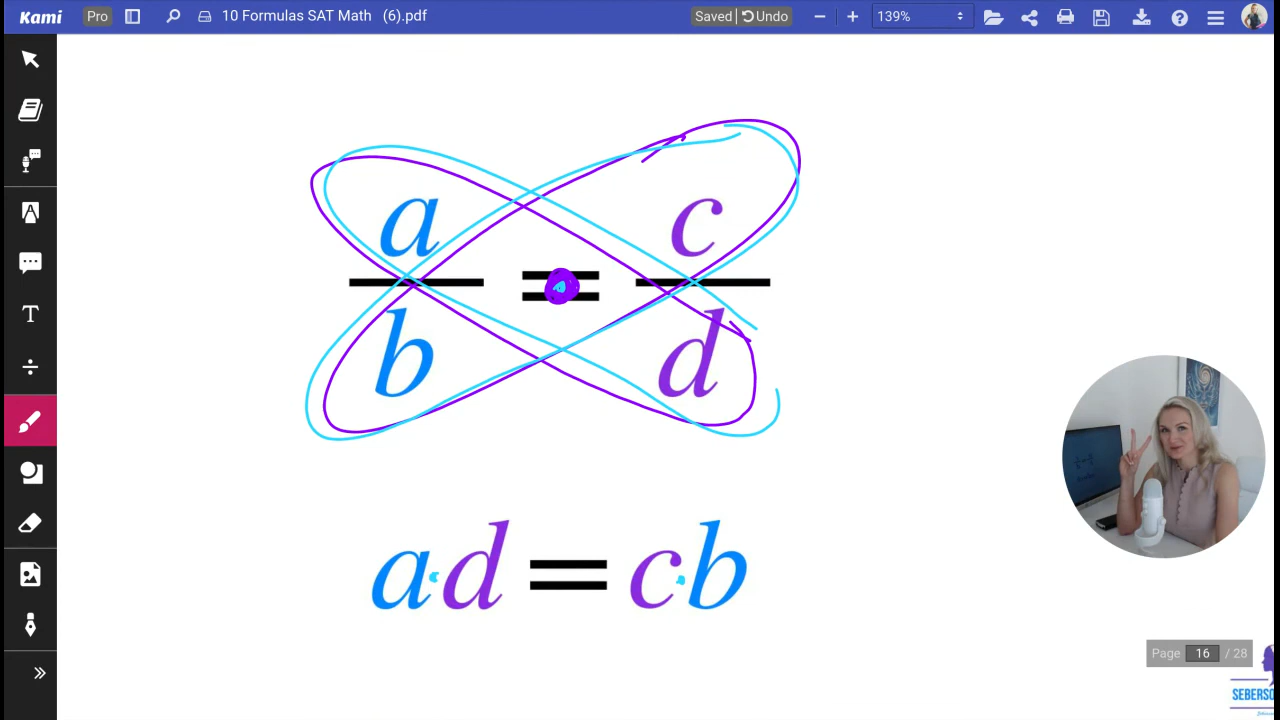 Kami Pro 10 Formulas SAT Math (6).pdf Saved Undo − + 139%
a c
= 
b d
ad = cb
Page 16 / 28